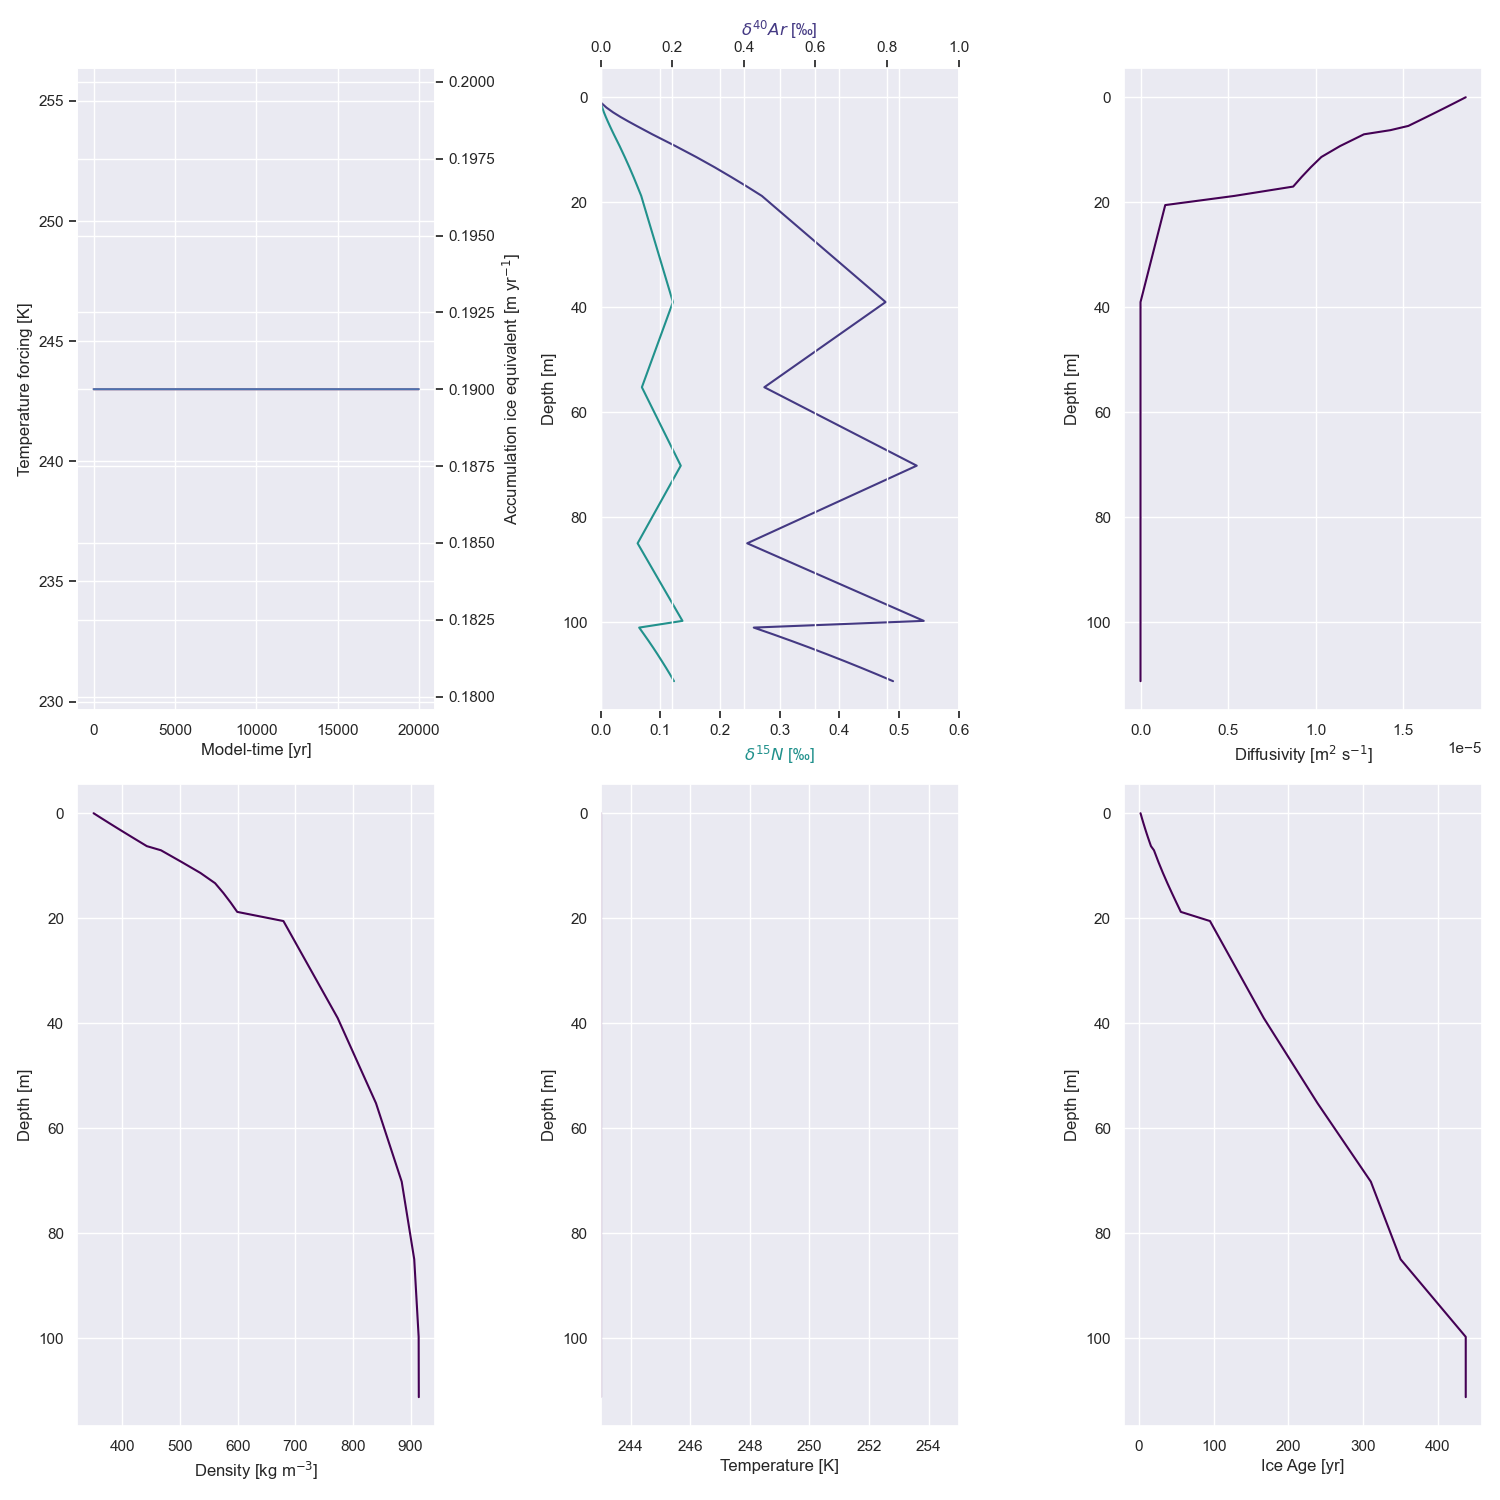 δ⁴⁰Ar [‰]
0.0 0.2 0.4 0.6 0.8 1.0
255
250
245
240
235
230
Temperature forcing [K]
0.2000
0.1975
0.1950
0.1925
0.1900
0.1875
0.1850
0.1825
0.1800
Accumulation ice equivalent [m yr⁻¹]
0 5000 10000 15000 20000
Model-time [yr]
0
20
40
60
80
100
Depth [m]
0.0 0.1 0.2 0.3 0.4 0.5 0.6
δ¹⁵N [‰]
0
20
40
60
80
100
Depth [m]
0.0 0.5 1.0 1.5
1e−5
Diffusivity [m² s⁻¹]
0
20
40
60
80
100
Depth [m]
400 500 600 700 800 900
Density [kg m⁻³]
0
20
40
60
80
100
Depth [m]
244 246 248 250 252 254
Temperature [K]
0
20
40
60
80
100
Depth [m]
0 100 200 300 400
Ice Age [yr]